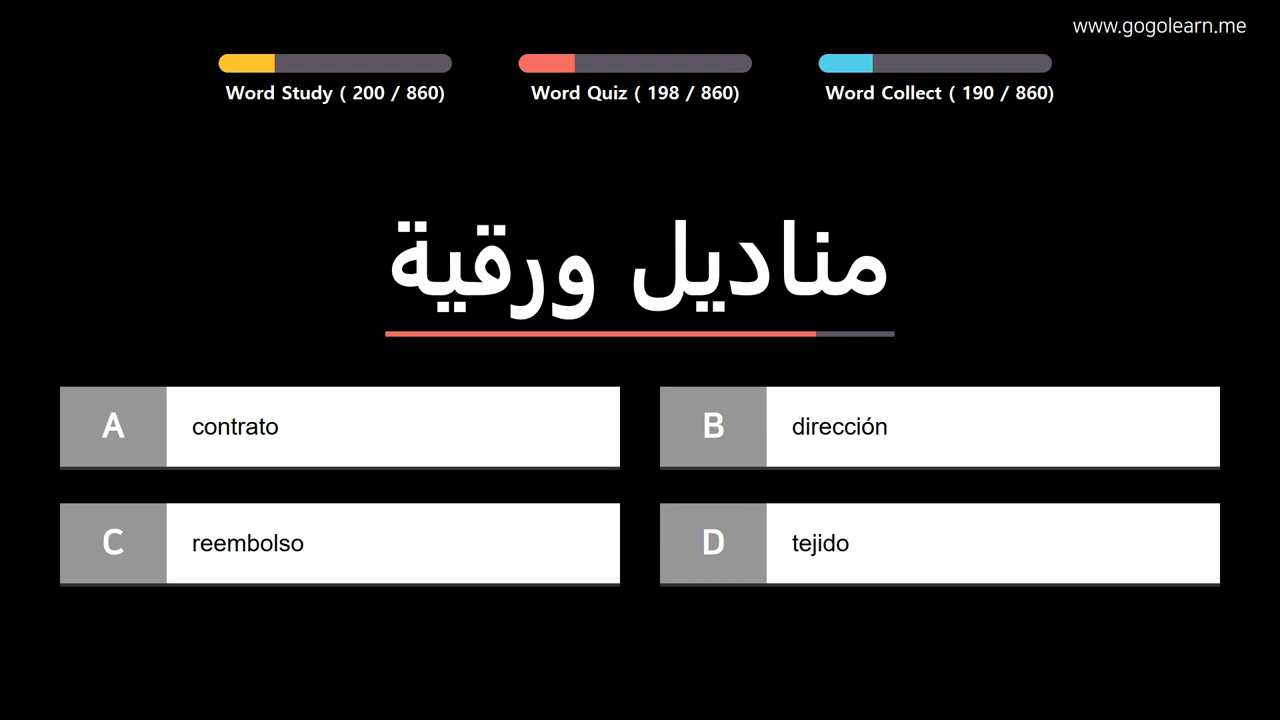 www.gogolearn.me
Word Study ( 200 / 860)
Word Quiz ( 198 / 860)
Word Collect ( 190 / 860)
مناديل ورقية
A contrato
B dirección
C reembolso
D tejido